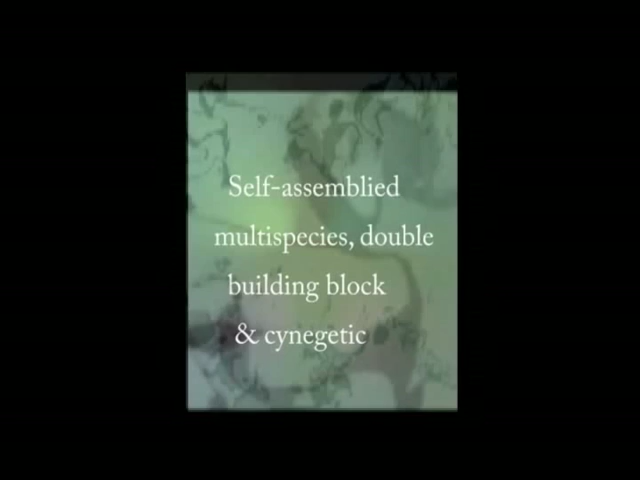 Self-assemblied
multispecies, double
building block
& cynegetic